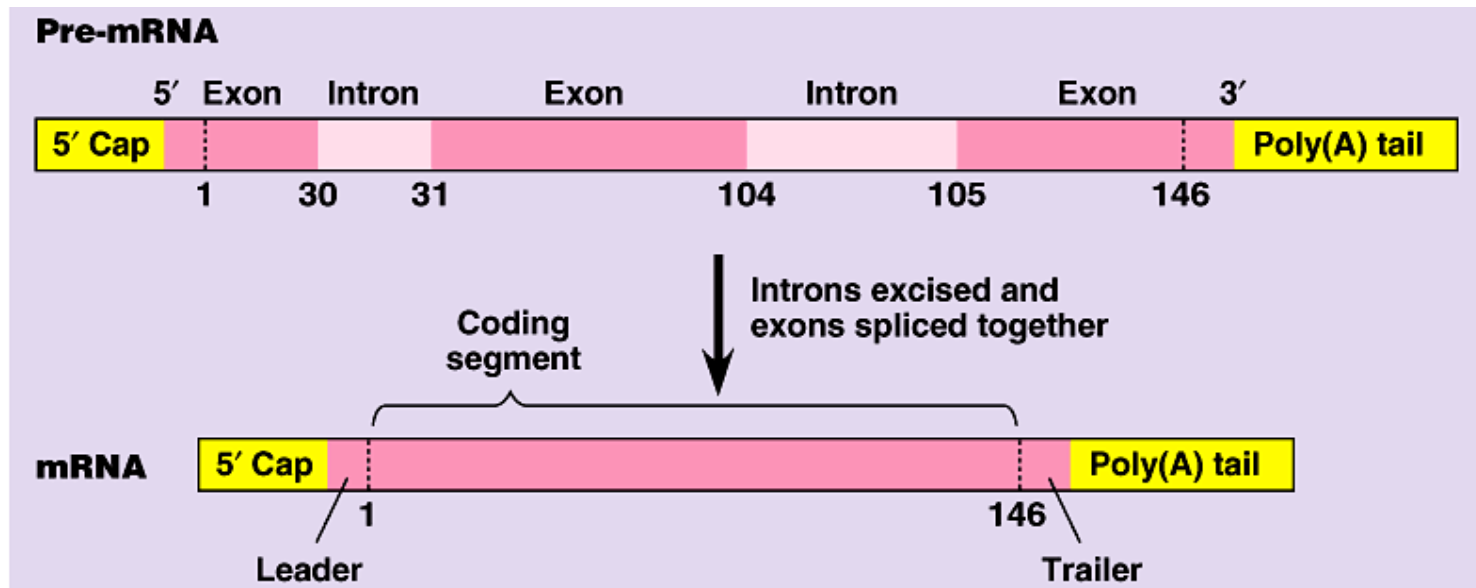 Pre-mRNA
5′ Exon Intron Exon Intron Exon 3′
5′ Cap Poly(A) tail
1 30 31 104 105 146
Introns excised and
exons spliced together
Coding
segment
mRNA
5′ Cap Poly(A) tail
1 146
Leader Trailer